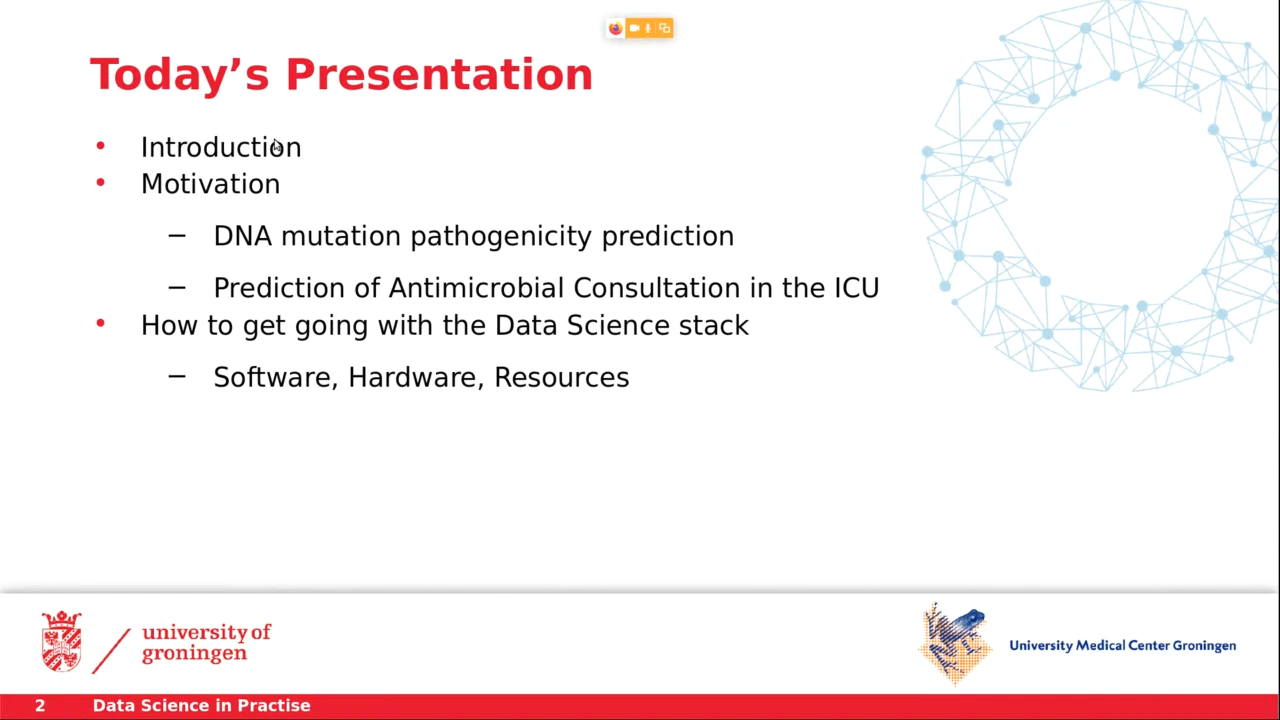 Today’s Presentation
• Introduction
• Motivation
– DNA mutation pathogenicity prediction
– Prediction of Antimicrobial Consultation in the ICU
• How to get going with the Data Science stack
– Software, Hardware, Resources
university of
groningen
University Medical Center Groningen
2 Data Science in Practise